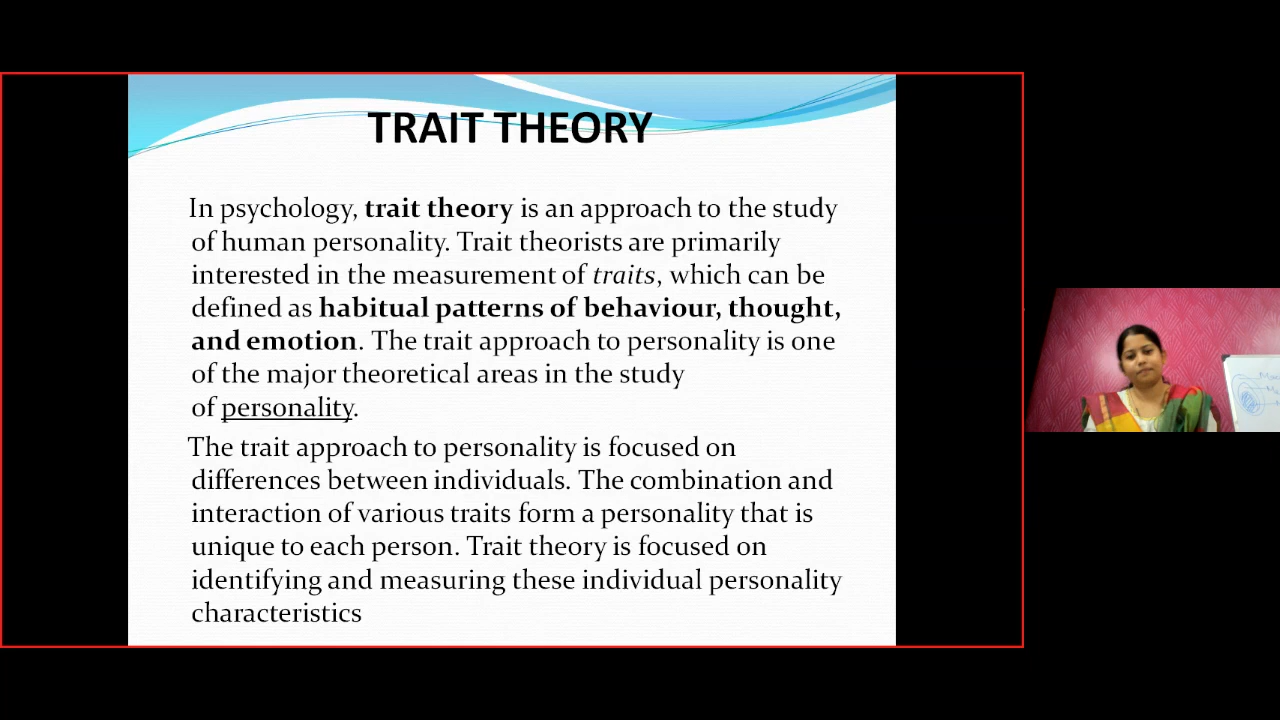 TRAIT THEORY
In psychology, trait theory is an approach to the study
of human personality. Trait theorists are primarily
interested in the measurement of traits, which can be
defined as habitual patterns of behaviour, thought,
and emotion. The trait approach to personality is one
of the major theoretical areas in the study
of personality.
The trait approach to personality is focused on
differences between individuals. The combination and
interaction of various traits form a personality that is
unique to each person. Trait theory is focused on
identifying and measuring these individual personality
characteristics